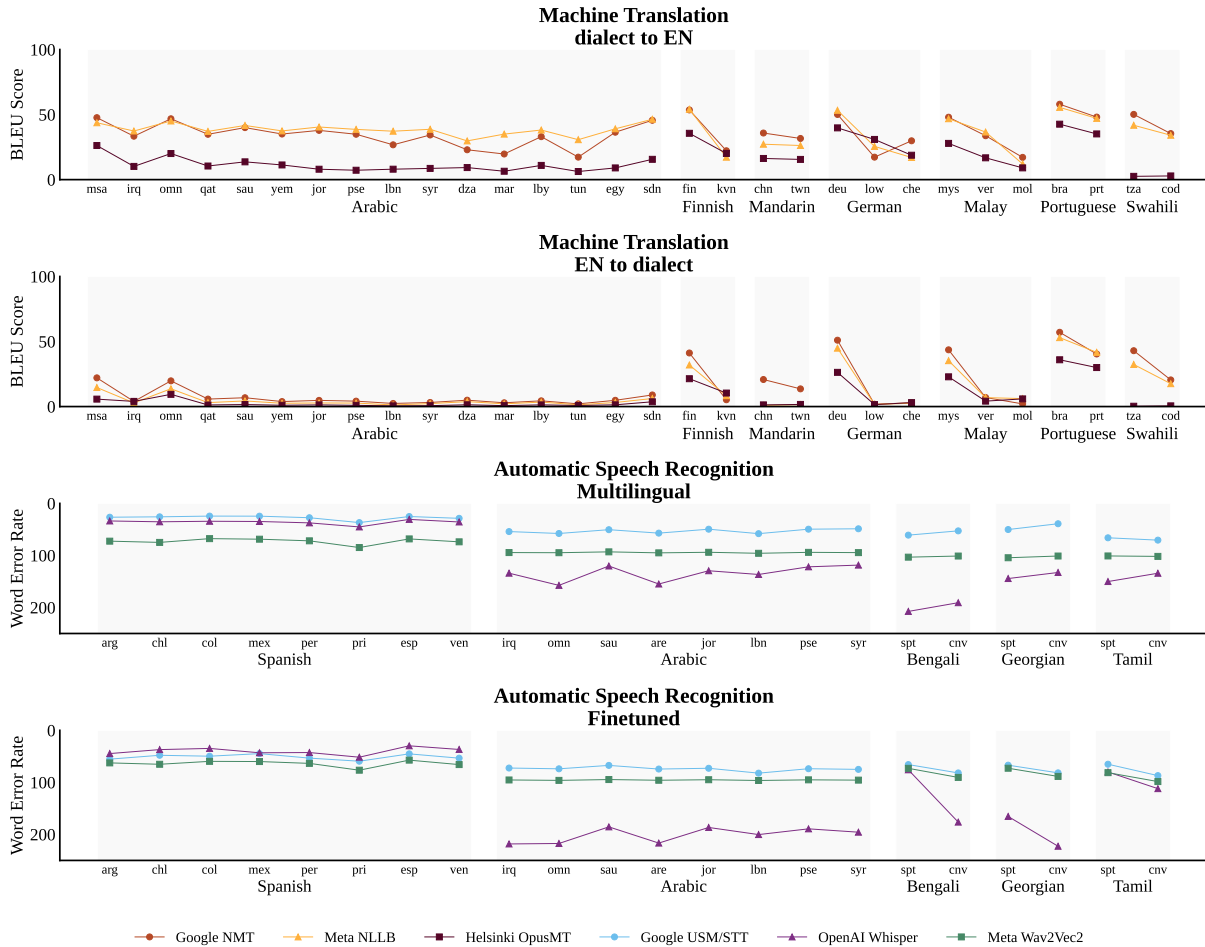 Machine Translation
dialect to EN
BLEU Score
100
50
0
msa irq omn qat sau yem jor pse lbn syr dza mar lby tun egy sdn fin kvn chn twn deu low che mys ver mol bra prt tza cod
Arabic Finnish Mandarin German Malay Portuguese Swahili
Machine Translation
EN to dialect
BLEU Score
100
50
0
msa irq omn qat sau yem jor pse lbn syr dza mar lby tun egy sdn fin kvn chn twn deu low che mys ver mol bra prt tza cod
Arabic Finnish Mandarin German Malay Portuguese Swahili
Automatic Speech Recognition
Multilingual
Word Error Rate
0
100
200
arg chl col mex per pri esp ven irq omn sau are jor lbn pse syr spt cnv spt cnv spt cnv
Spanish Arabic Bengali Georgian Tamil
Automatic Speech Recognition
Finetuned
Word Error Rate
0
100
200
arg chl col mex per pri esp ven irq omn sau are jor lbn pse syr spt cnv spt cnv spt cnv
Spanish Arabic Bengali Georgian Tamil
Google NMT Meta NLLB Helsinki OpusMT Google USM/STT OpenAI Whisper Meta Wav2Vec2